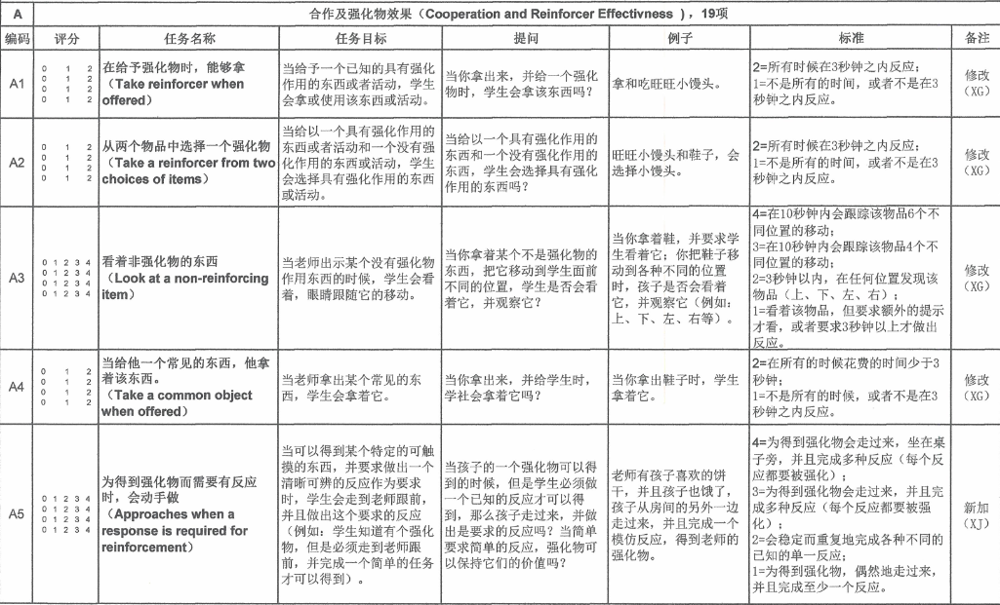 A
合作及强化物效果（Cooperation and Reinforcer Effectivness ），19项
编码
评分
任务名称
任务目标
提问
例子
标准
备注
A1
0 1 2
0 1 2
0 1 2
0 1 2
在给予强化物时，能够拿
（Take reinforcer when
offered）
当给予一个已知的具有强化
作用的东西或者活动，学生
会拿或使用该东西或活动。
当你拿出来，并给一个强化
物时，学生会拿该东西吗？
拿和吃旺旺小馒头。
2=所有时候在3秒钟之内反应；
1=不是所有的时间，或者不是在3
秒钟之内反应。
修改
（XG）
A2
0 1 2
0 1 2
0 1 2
0 1 2
从两个物品中选择一个强化物
（Take a reinforcer from two
choices of items）
当给以一个具有强化作用的
东西或者活动和一个没有强
化作用的东西或活动，学生
会选择具有强化作用的东西
或活动。
当给以一个具有强化作用的
东西和一个没有强化作用的
东西，学生会选择具有强化
作用的东西吗？
旺旺小馒头和鞋子，会
选择小馒头。
2=所有时候在3秒钟之内反应；
1=不是所有的时间，或者不是在3
秒钟之内反应。
修改
（XG）
A3
0 1 2 3 4
0 1 2 3 4
0 1 2 3 4
0 1 2 3 4
看着非强化物的东西
（Look at a non-reinforcing
item）
当老师出示某个没有强化物
作用东西的时候，学生会看
着，眼睛跟随它的移动。
当你拿着某个不是强化物的
东西，把它移动到学生面前
不同的位置，学生是否会看
着它，并观察它？
当你拿着鞋，并要求学
生看着它；你把鞋子移
动到各种不同的位置
时，孩子是否会看着
它，并观察它（例如：
上、下、左、右等）。
4=在10秒钟内会跟踪该物品6个不
同位置的移动；
3=在10秒钟内会跟踪该物品4个不
同位置的移动；
2=3秒钟以内，在任何位置发现该
物品（上、下、左、右）；
1=看着该物品，但要求额外的提示
才看，或者要求3秒钟以上才做出
反应。
修改
（XG）
A4
0 1 2
0 1 2
0 1 2
0 1 2
当给他一个常见的东西，他拿
着该东西。
（Take a common object
when offered）
当老师拿出某个常见的东
西，学生会拿着它。
当你拿出来，并给学生时，
学社会拿着它吗？
当你拿出鞋子时，学生
拿着它。
2=在所有的时候花费的时间少于3
秒钟；
1=不是所有的时候，或者不是在3
秒钟之内反应。
修改
（XG）
A5
0 1 2 3 4
0 1 2 3 4
0 1 2 3 4
0 1 2 3 4
为得到强化物而需要有反应
时，会动手做
（Approaches when a
response is required for
reinforcement）
当可以得到某个特定的可触
摸的东西，并要求做出一个
清晰可辨的反应作为要求
时，学生会走到老师跟前，
并且做出这个要求的反应
（例如：学生知道有个强化
物，但是必须走到老师跟
前，并完成一个简单的任务
才可以得到）。
当孩子的一个强化物可以得
到的时候，但是学生必须做
一个已知的反应才可以得
到，那么孩子走过来，并做
出是要求的反应吗？当简单
要求简单的反应，强化物可
以保持它们的价值吗？
老师有孩子喜欢的饼
干，并且孩子也饿了，
孩子从房间的另外一边
走过来，并且完成一个
模仿反应，得到老师的
强化物。
4=为得到强化物会走过来，坐在桌
子旁，并且完成多种反应（每个反
应都要被强化）；
3=为得到强化物会走过来，并且完
成多种反应（每个反应都要被强
化）；
2=会稳定而重复地完成各种不同的
已知的单一反应；
1=为得到强化物，偶然地走过来，
并且完成至少一个反应。
新加
（XJ）